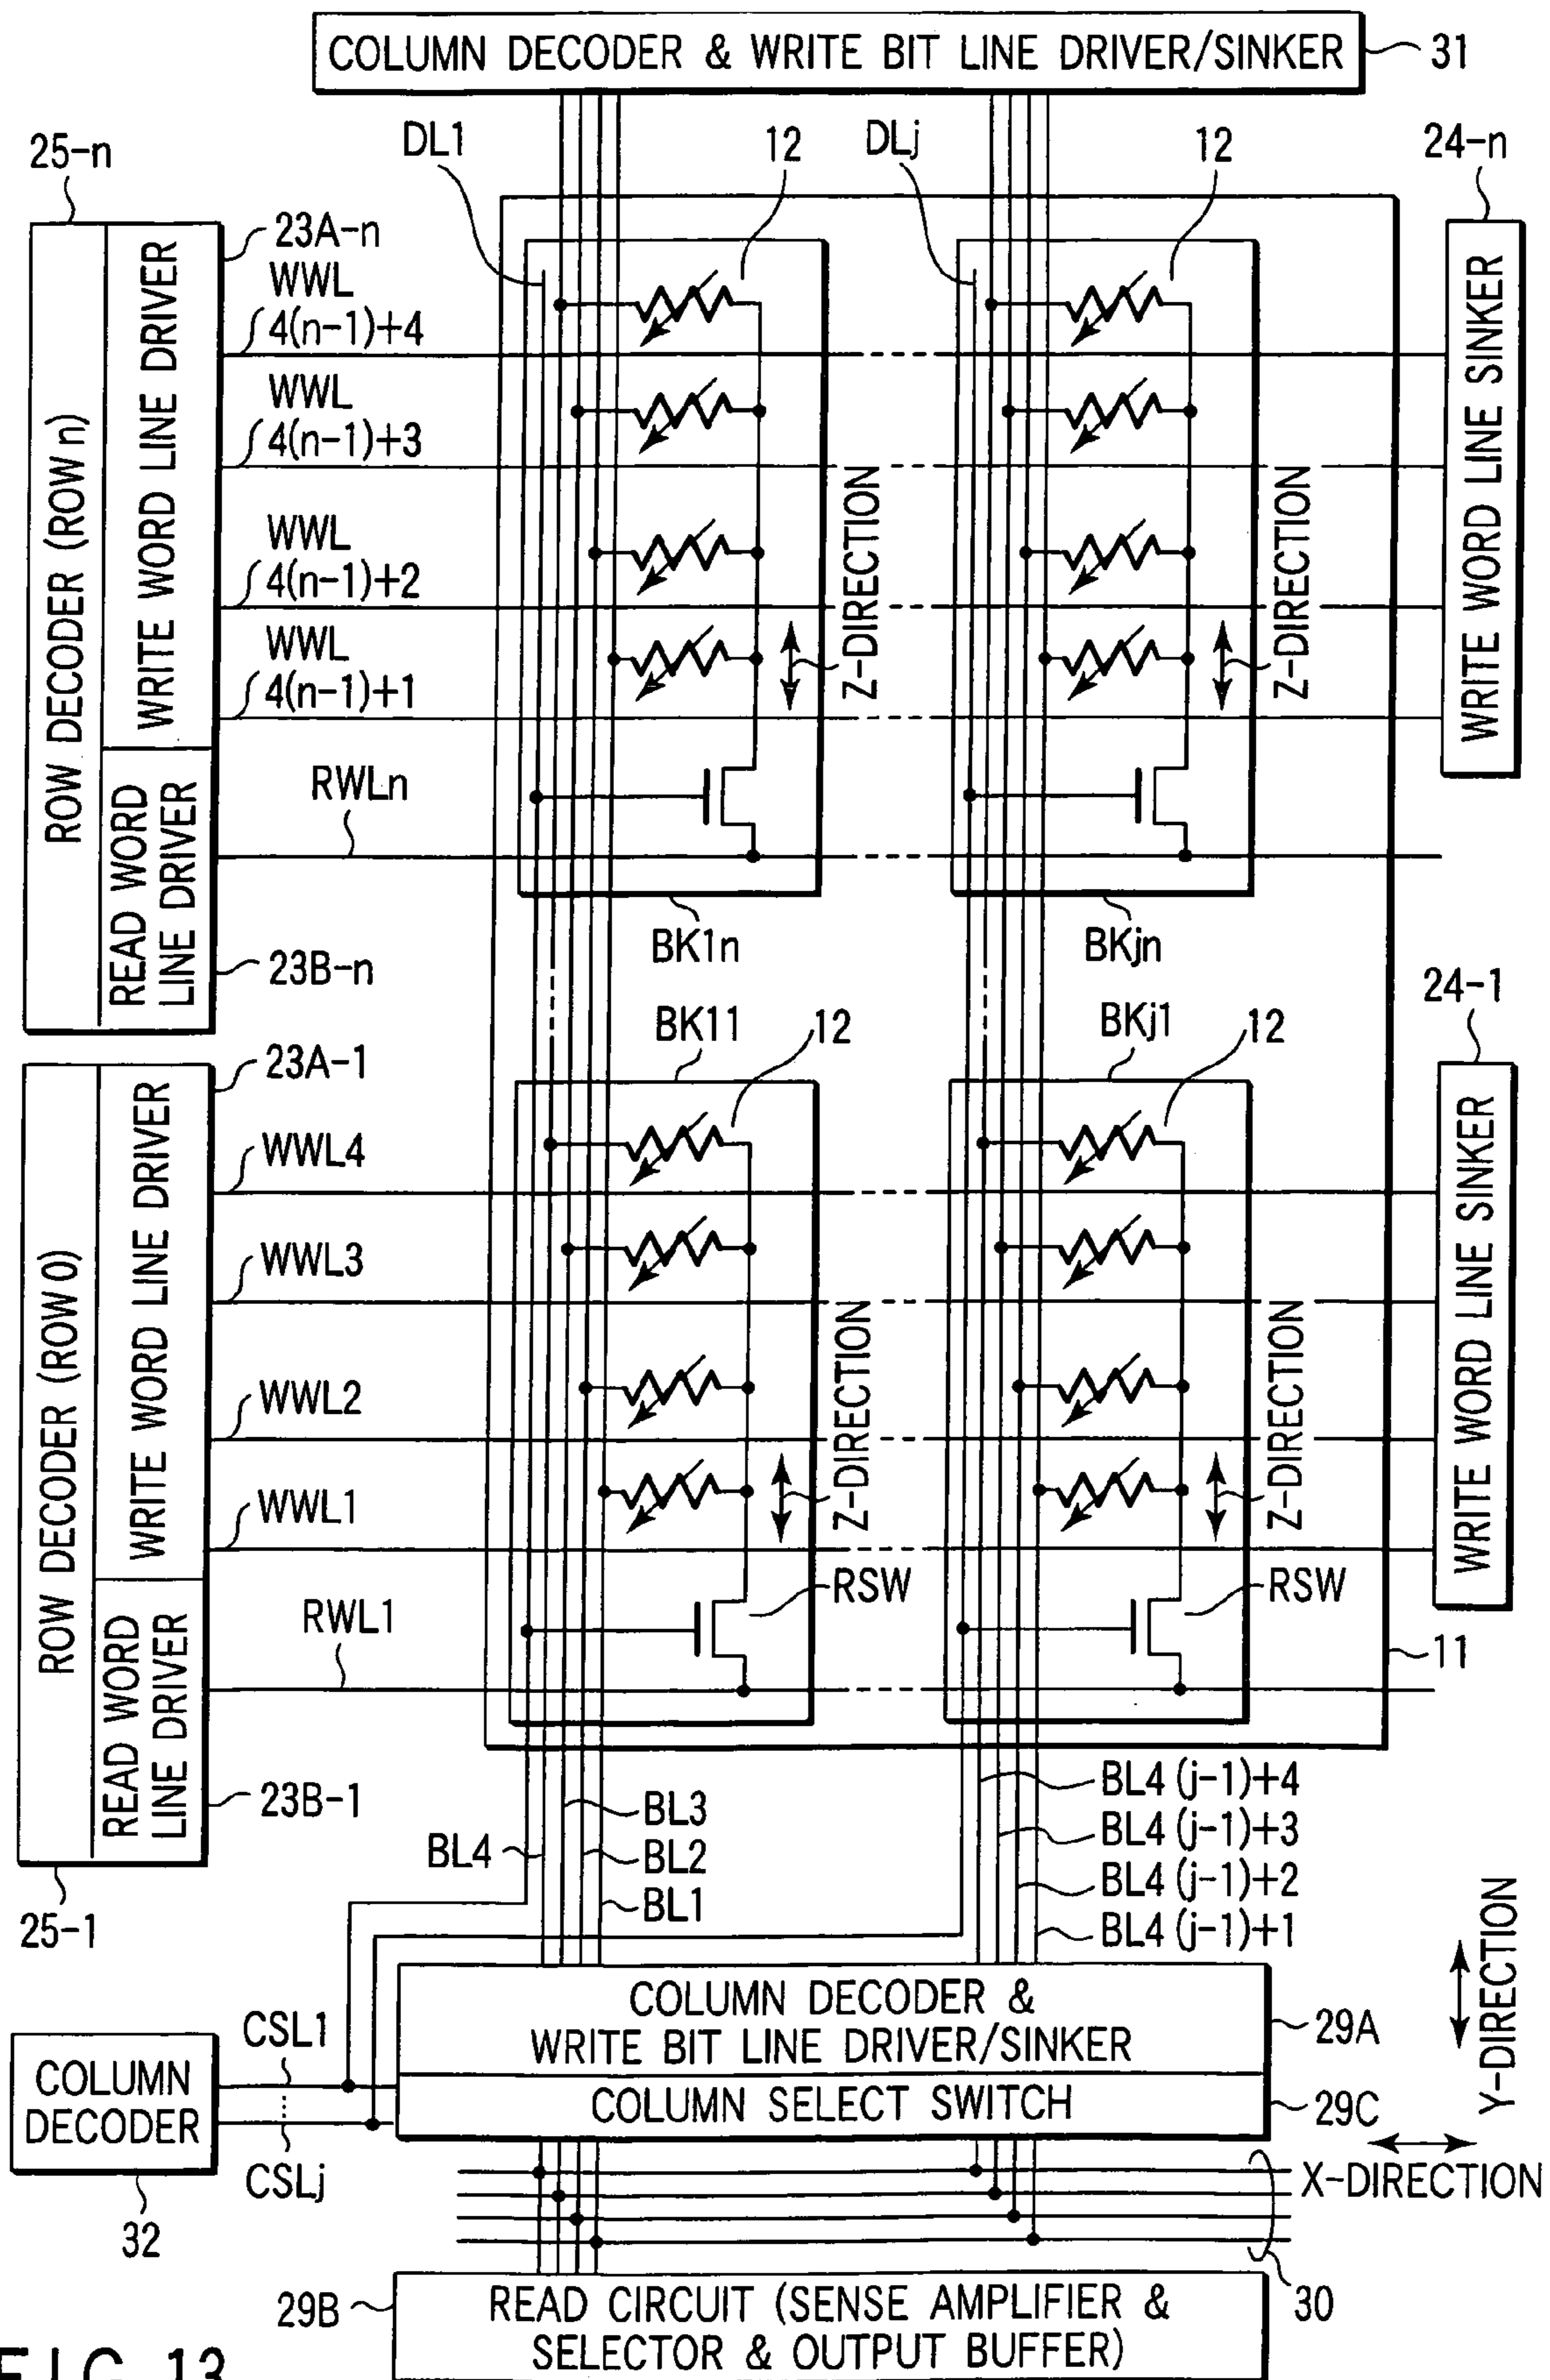 COLUMN DECODER & WRITE BIT LINE DRIVER/SINKER
31
DL1
12
DLj
12
25-n
24-n
ROW DECODER (ROW n)
WRITE WORD LINE DRIVER
READ WORD
LINE DRIVER
23A-n
WWL
4(n-1)+4
WWL
4(n-1)+3
WWL
4(n-1)+2
WWL
4(n-1)+1
RWLn
23B-n
Z-DIRECTION
Z-DIRECTION
WRITE WORD LINE SINKER
BK1n
BKjn
24-1
BK11
12
BKj1
12
ROW DECODER (ROW 0)
WRITE WORD LINE DRIVER
READ WORD
LINE DRIVER
23A-1
WWL4
WWL3
WWL2
WWL1
RWL1
23B-1
25-1
Z-DIRECTION
Z-DIRECTION
RSW
RSW
WRITE WORD LINE SINKER
11
BL3
BL4
BL2
BL1
BL4 (j-1)+4
BL4 (j-1)+3
BL4 (j-1)+2
BL4 (j-1)+1
Y-DIRECTION
COLUMN DECODER &
WRITE BIT LINE DRIVER/SINKER
29A
COLUMN SELECT SWITCH
29C
CSL1
COLUMN
DECODER
CSLj
32
X-DIRECTION
30
29B
READ CIRCUIT (SENSE AMPLIFIER &
SELECTOR & OUTPUT BUFFER)
FIG. 13